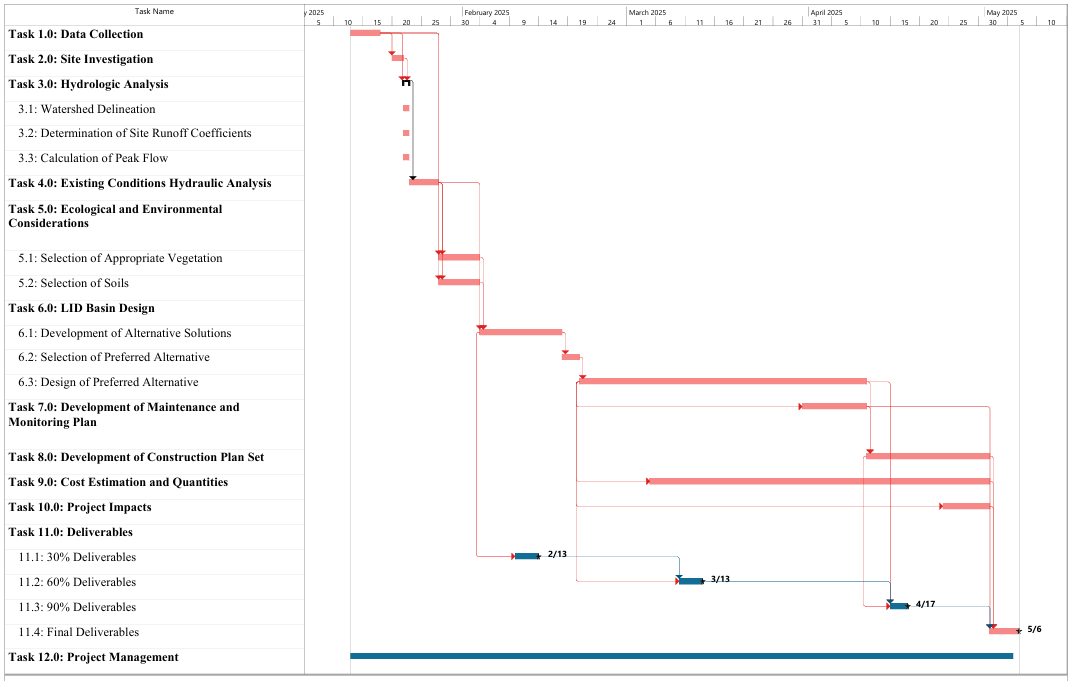 Task Name
y 2025
February 2025
March 2025
April 2025
May 2025
5 10 15 20 25 30 4 9 14 19 24 1 6 11 16 21 26 31 5 10 15 20 25 30 5 10
Task 1.0: Data Collection
Task 2.0: Site Investigation
Task 3.0: Hydrologic Analysis
3.1: Watershed Delineation
3.2: Determination of Site Runoff Coefficients
3.3: Calculation of Peak Flow
Task 4.0: Existing Conditions Hydraulic Analysis
Task 5.0: Ecological and Environmental
Considerations
5.1: Selection of Appropriate Vegetation
5.2: Selection of Soils
Task 6.0: LID Basin Design
6.1: Development of Alternative Solutions
6.2: Selection of Preferred Alternative
6.3: Design of Preferred Alternative
Task 7.0: Development of Maintenance and
Monitoring Plan
Task 8.0: Development of Construction Plan Set
Task 9.0: Cost Estimation and Quantities
Task 10.0: Project Impacts
Task 11.0: Deliverables
11.1: 30% Deliverables
2/13
11.2: 60% Deliverables
3/13
11.3: 90% Deliverables
4/17
11.4: Final Deliverables
5/6
Task 12.0: Project Management